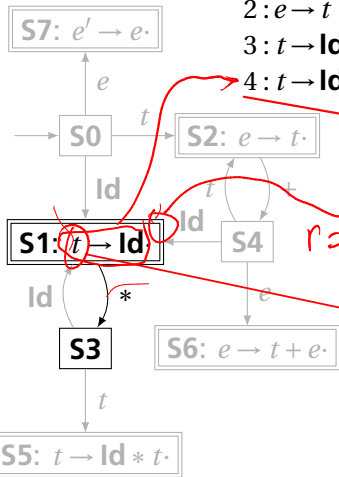 2 : e → t
S7: e′ → e·
3 : t → Id
4 : t → Id
e
t
S0
S2: e → t·
Id
t
+
S1: t → Id·
Id
S4
r=
Id
*
e
S3
S6: e → t + e·
t
S5: t → Id * t·